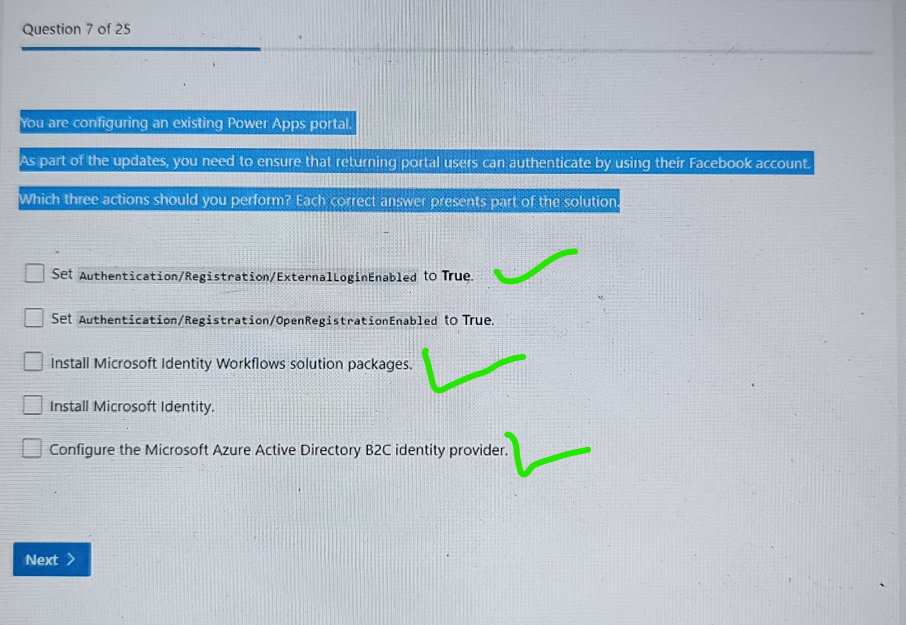 Question 7 of 25
You are configuring an existing Power Apps portal.
As part of the updates, you need to ensure that returning portal users can authenticate by using their Facebook account.
Which three actions should you perform? Each correct answer presents part of the solution.
Set Authentication/Registration/ExternalLoginEnabled to True.
Set Authentication/Registration/OpenRegistrationEnabled to True.
Install Microsoft Identity Workflows solution packages.
Install Microsoft Identity.
Configure the Microsoft Azure Active Directory B2C identity provider.
Next >